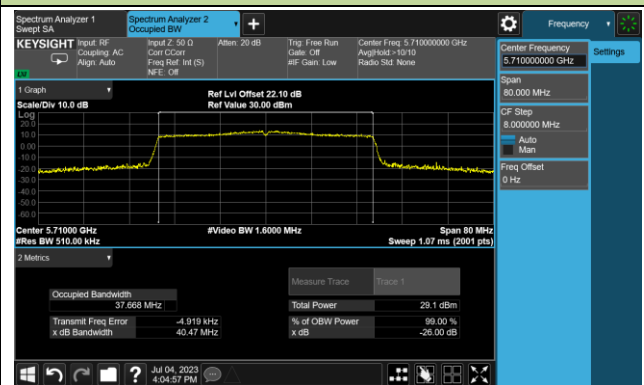 Spectrum Analyzer 1
Swept SA
Spectrum Analyzer 2
Occupied BW
Frequency
KEYSIGHT
Input: RF
Coupling: AC
Align: Auto
Input Z: 50 Ω
Corr CCorr
Freq Ref: Int (S)
NFE: Off
Atten: 20 dB
Trig: Free Run
Gate: Off
#IF Gain: Low
Center Freq: 5.710000000 GHz
Avg|Hold:>10/10
Radio Std: None
Center Frequency
5.710000000 GHz
Settings
Span
80.000 MHz
CF Step
8.000000 MHz
Auto
Man
Freq Offset
0 Hz
1 Graph
Scale/Div 10.0 dB
Ref Lvl Offset 22.10 dB
Ref Value 30.00 dBm
Log
20.0
10.0
0.00
-10.0
-20.0
-30.0
-40.0
-50.0
-60.0
Center 5.71000 GHz
#Res BW 510.00 kHz
#Video BW 1.6000 MHz
Span 80 MHz
Sweep 1.07 ms (2001 pts)
2 Metrics
Measure Trace
Trace 1
Occupied Bandwidth
37.668 MHz
Total Power
29.1 dBm
Transmit Freq Error
-4.919 kHz
% of OBW Power
99.00 %
x dB Bandwidth
40.47 MHz
x dB
-26.00 dB
Jul 04, 2023
4:04:57 PM